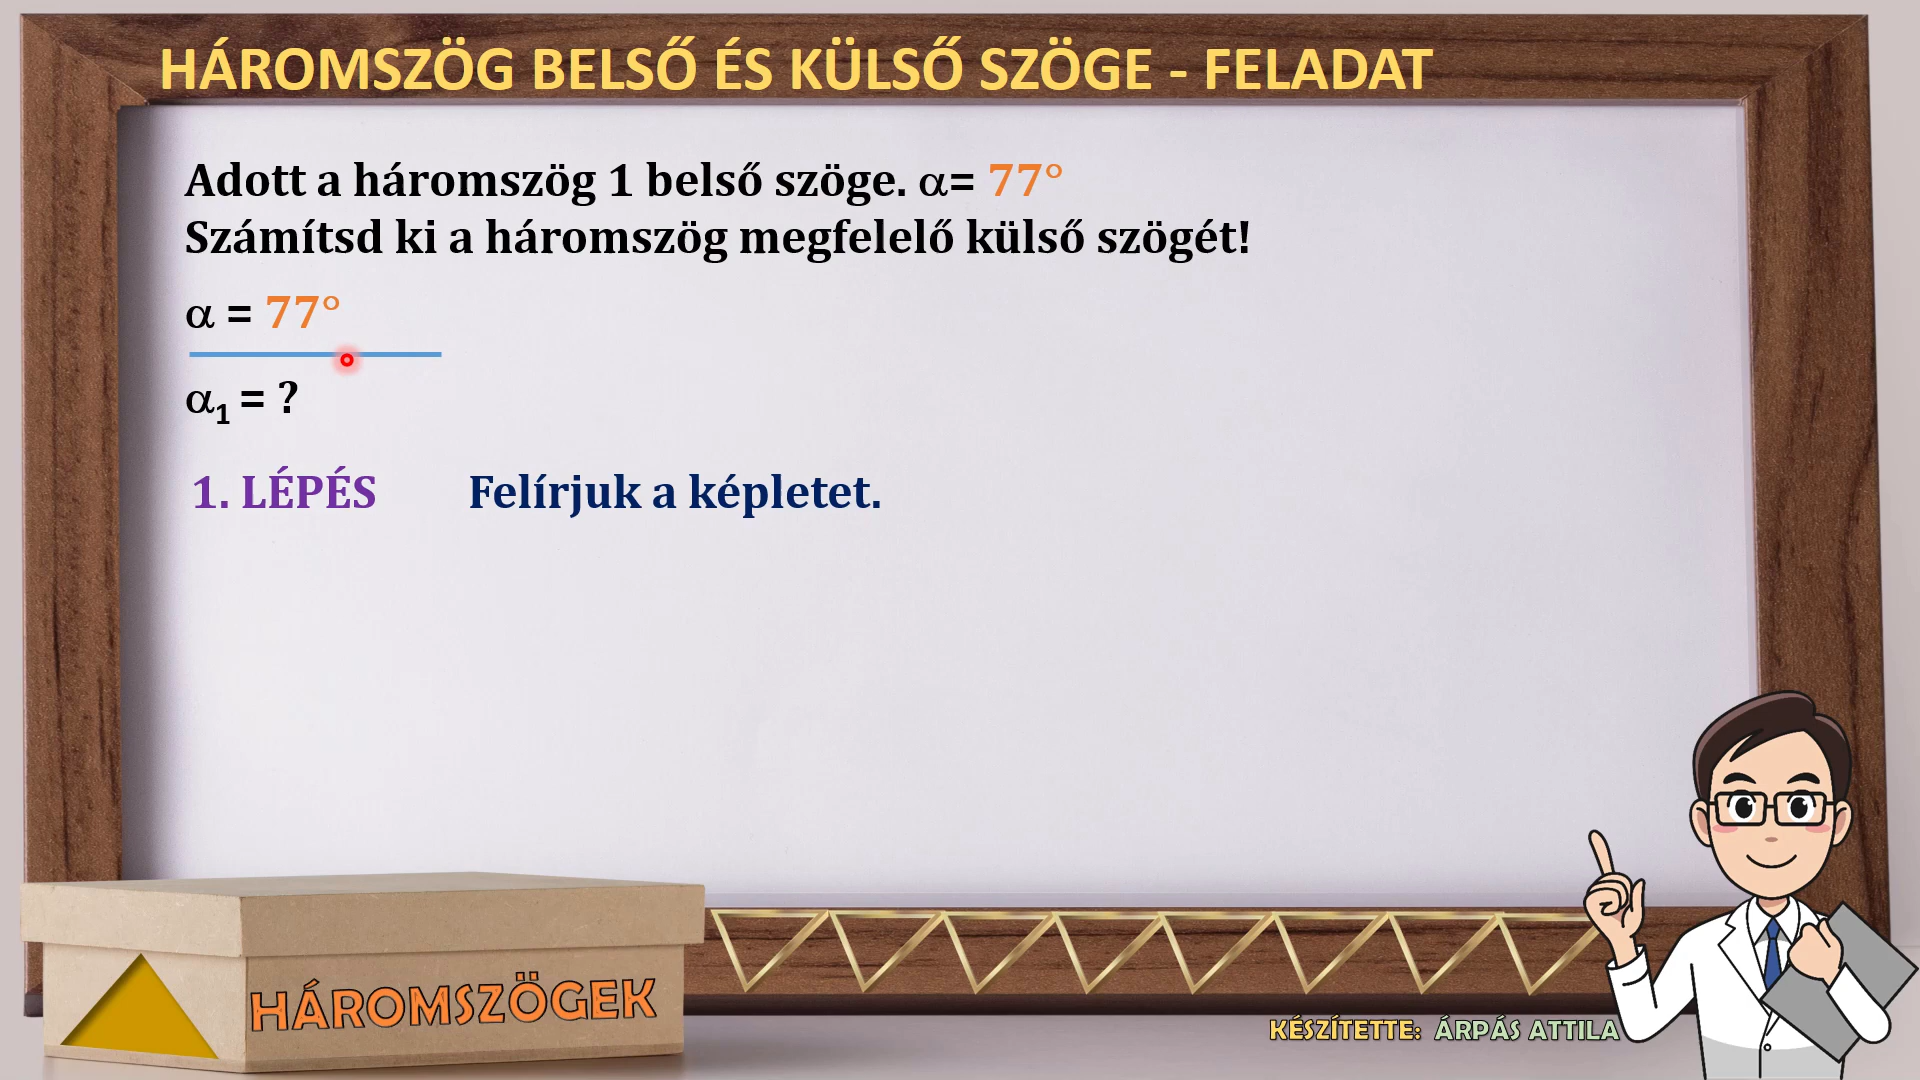 HÁROMSZÖG BELSŐ ÉS KÜLSŐ SZÖGE - FELADAT
Adott a háromszög 1 belső szöge. α= 77°
Számítsd ki a háromszög megfelelő külső szögét!
α = 77°
α₁ = ?
1. LÉPÉS Felírjuk a képletet.
HÁROMSZÖGEK
KÉSZÍTETTE: ÁRPÁS ATTILA